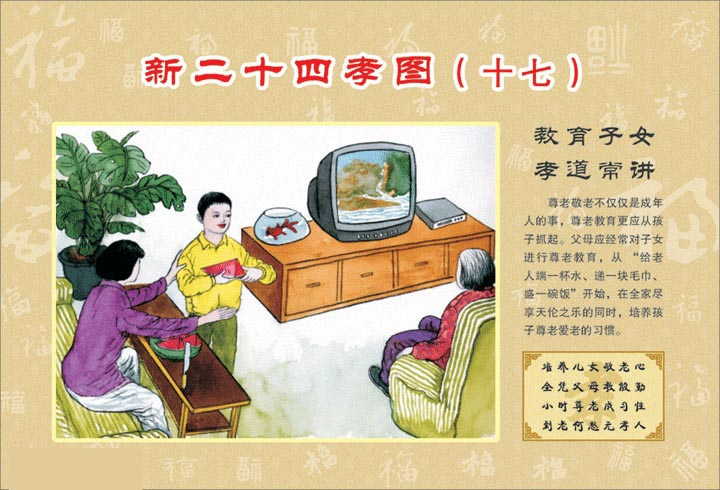 新二十四孝图（十七）
教育子女
孝道常讲
尊老敬老不仅仅是成年
人的事，尊老教育更应从孩
子抓起。父母应经常对子女
进行尊老教育，从“给老
人端一杯水、递一块毛巾、
盛一碗饭”开始，在全家尽
享天伦之乐的同时，培养孩
子尊老爱老的习惯。
培养儿女敬老心
全凭父母教殷勤
小时尊老成习性
到老何愁无孝人
福